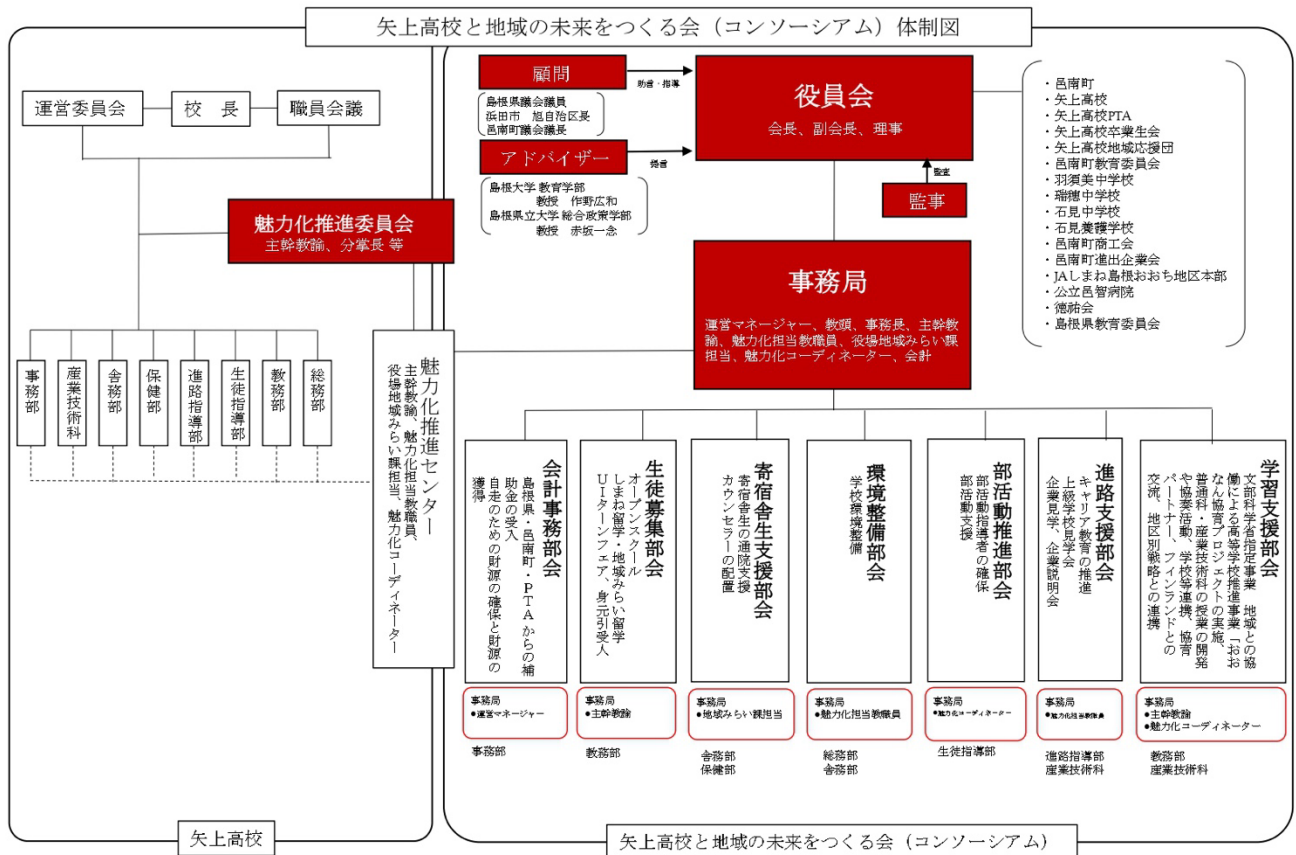 矢上高校と地域の未来をつくる会（コンソーシアム）体制図
運営委員会
校 長
職員会議
魅力化推進委員会
主幹教諭、分掌長 等
事務部
産業技術科
舎務部
保健部
進路指導部
生徒指導部
教務部
総務部
魅力化推進センター
主幹教諭、魅力化担当教職員、
役場地域みらい課担当、魅力化コーディネーター
矢上高校
顧問
島根県議会議員
浜田市 旭自治区長
邑南町議会議長
助言・指導
アドバイザー
島根大学 教育学部
教授 作野広和
島根県立大学 総合政策学部
教授 赤坂一念
発言
役員会
会長、副会長、理事
監査
監事
・邑南町
・矢上高校
・矢上高校PTA
・矢上高校卒業生会
・矢上高校地域応援団
・邑南町教育委員会
・羽須美中学校
・瑞穂中学校
・石見中学校
・石見養護学校
・邑南町商工会
・邑南町進出企業会
・JAしまね島根おおち地区本部
・公立邑智病院
・徳祐会
・島根県教育委員会
事務局
運営マネージャー、教頭、事務長、主幹教
諭、魅力化担当教職員、役場地域みらい課
担当、魅力化コーディネーター、会計
会計事務部会
島根県・邑南町・PTAからの補
助金の受入
自走のための財源の確保と財源の
獲得
事務局
●運営マネージャー
事務部
生徒募集部会
オープンスクール
しまね留学・地域みらい留学
UIターンフェア、身元引受人
事務局
●主幹教諭
教務部
寄宿舎生支援部会
寄宿舎生の通院支援
カウンセラーの配置
事務局
●地域みらい課担当
舎務部
保健部
環境整備部会
学校環境整備
事務局
●魅力化担当教職員
総務部
舎務部
部活動推進部会
部活動指導者の確保
部活動支援
事務局
●魅力化コーディネーター
生徒指導部
進路支援部会
キャリア教育の推進
上級学校見学会
企業見学、企業説明会
事務局
●魅力化担当教職員
進路指導部
産業技術科
学習支援部会
文部科学省指定事業 地域との協
働による高等学校推進事業「おお
なん協育プロジェクトの実施、
普通科・産業技術科の授業の開発
や協奏活動、学校等連携、協育
パートナー、フィンランドとの
交流、地区別戦略との連携
事務局
●主幹教諭
●魅力化コーディネーター
教務部
産業技術科
矢上高校と地域の未来をつくる会（コンソーシアム）